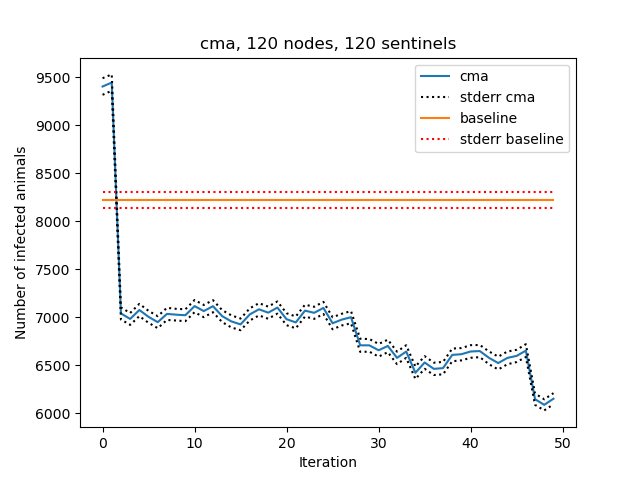 cma, 120 nodes, 120 sentinels
cma
stderr cma
baseline
stderr baseline
Number of infected animals
9500
9000
8500
8000
7500
7000
6500
6000
0 10 20 30 40 50
Iteration